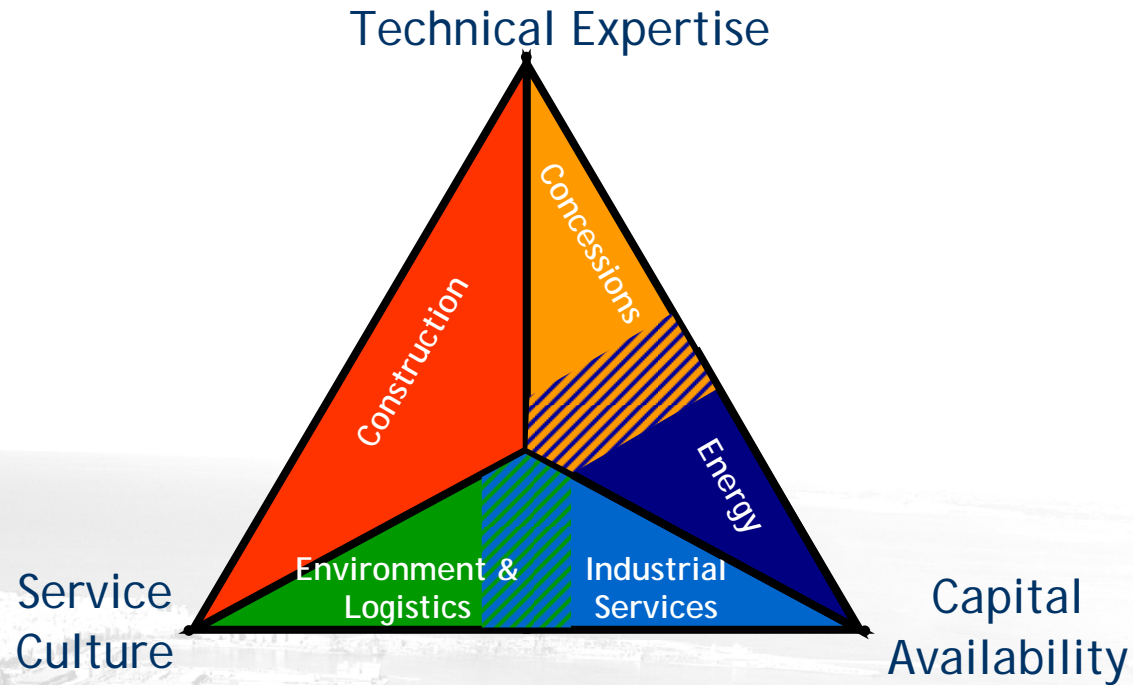 Technical Expertise
Concessions
Construction
Energy
Environment &
Logistics
Industrial
Services
Service
Culture
Capital
Availability